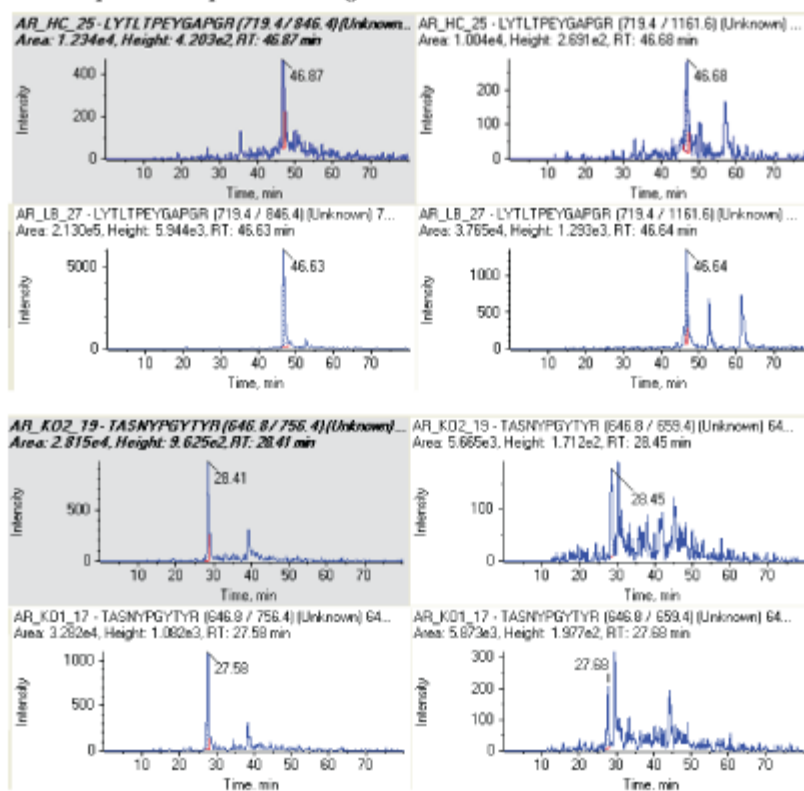 AR_HC_25 - LYTLTPEYGAPGR (719.4 / 846.4) (Unknown...
Area: 1.234e4, Height: 4.203e2, RT: 46.87 min
Intensity
400
200
0
46.87
10 20 30 40 50 60 70
Time, min
AR_HC_25 - LYTLTPEYGAPGR (719.4 / 1161.6) (Unknown) ...
Area: 1.004e4, Height: 2.691e2, RT: 46.68 min
Intensity
200
100
0
46.68
10 20 30 40 50 60 70
Time, min
AR_LB_27 - LYTLTPEYGAPGR (719.4 / 846.4) (Unknown) 7...
Area: 2.130e5, Height: 5.944e3, RT: 46.63 min
Intensity
5000
0
46.63
10 20 30 40 50 60 70
Time, min
AR_LB_27 - LYTLTPEYGAPGR (719.4 / 1161.6) (Unknown) ...
Area: 3.765e4, Height: 1.293e3, RT: 46.64 min
Intensity
1000
500
0
46.64
10 20 30 40 50 60 70
Time, min
AR_KO2_19 - TASNYPGYTYR (646.8 / 756.4) (Unknown) ...
Area: 2.815e4, Height: 9.625e2, RT: 28.41 min
Intensity
500
0
28.41
10 20 30 40 50 60 70
Time, min
AR_KO2_19 - TASNYPGYTYR (646.8 / 659.4) (Unknown) 64...
Area: 5.665e3, Height: 1.712e2, RT: 28.45 min
Intensity
100
0
28.45
10 20 30 40 50 60 70
Time, min
AR_KO1_17 - TASNYPGYTYR (646.8 / 756.4) (Unknown) 64...
Area: 3.282e4, Height: 1.082e3, RT: 27.58 min
Intensity
1000
500
0
27.58
10 20 30 40 50 60 70
Time, min
AR_KO1_17 - TASNYPGYTYR (646.8 / 659.4) (Unknown) 64...
Area: 5.873e3, Height: 1.977e2, RT: 27.68 min
Intensity
300
200
100
0
27.68
10 20 30 40 50 60 70
Time, min